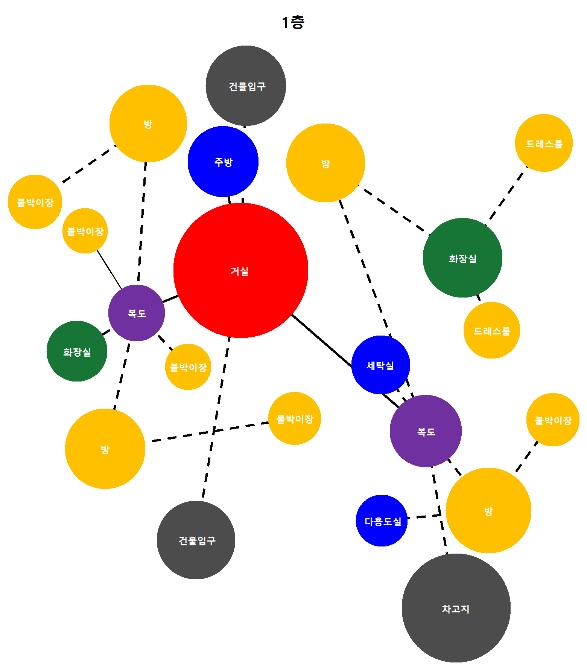 1층
건물입구
방
주방
방
드레스룸
붙박이장
붙박이장
화장실
거실
복도
드레스룸
화장실
붙박이장
세탁실
붙박이장
복도
붙박이장
방
방
다용도실
건물입구
차고지